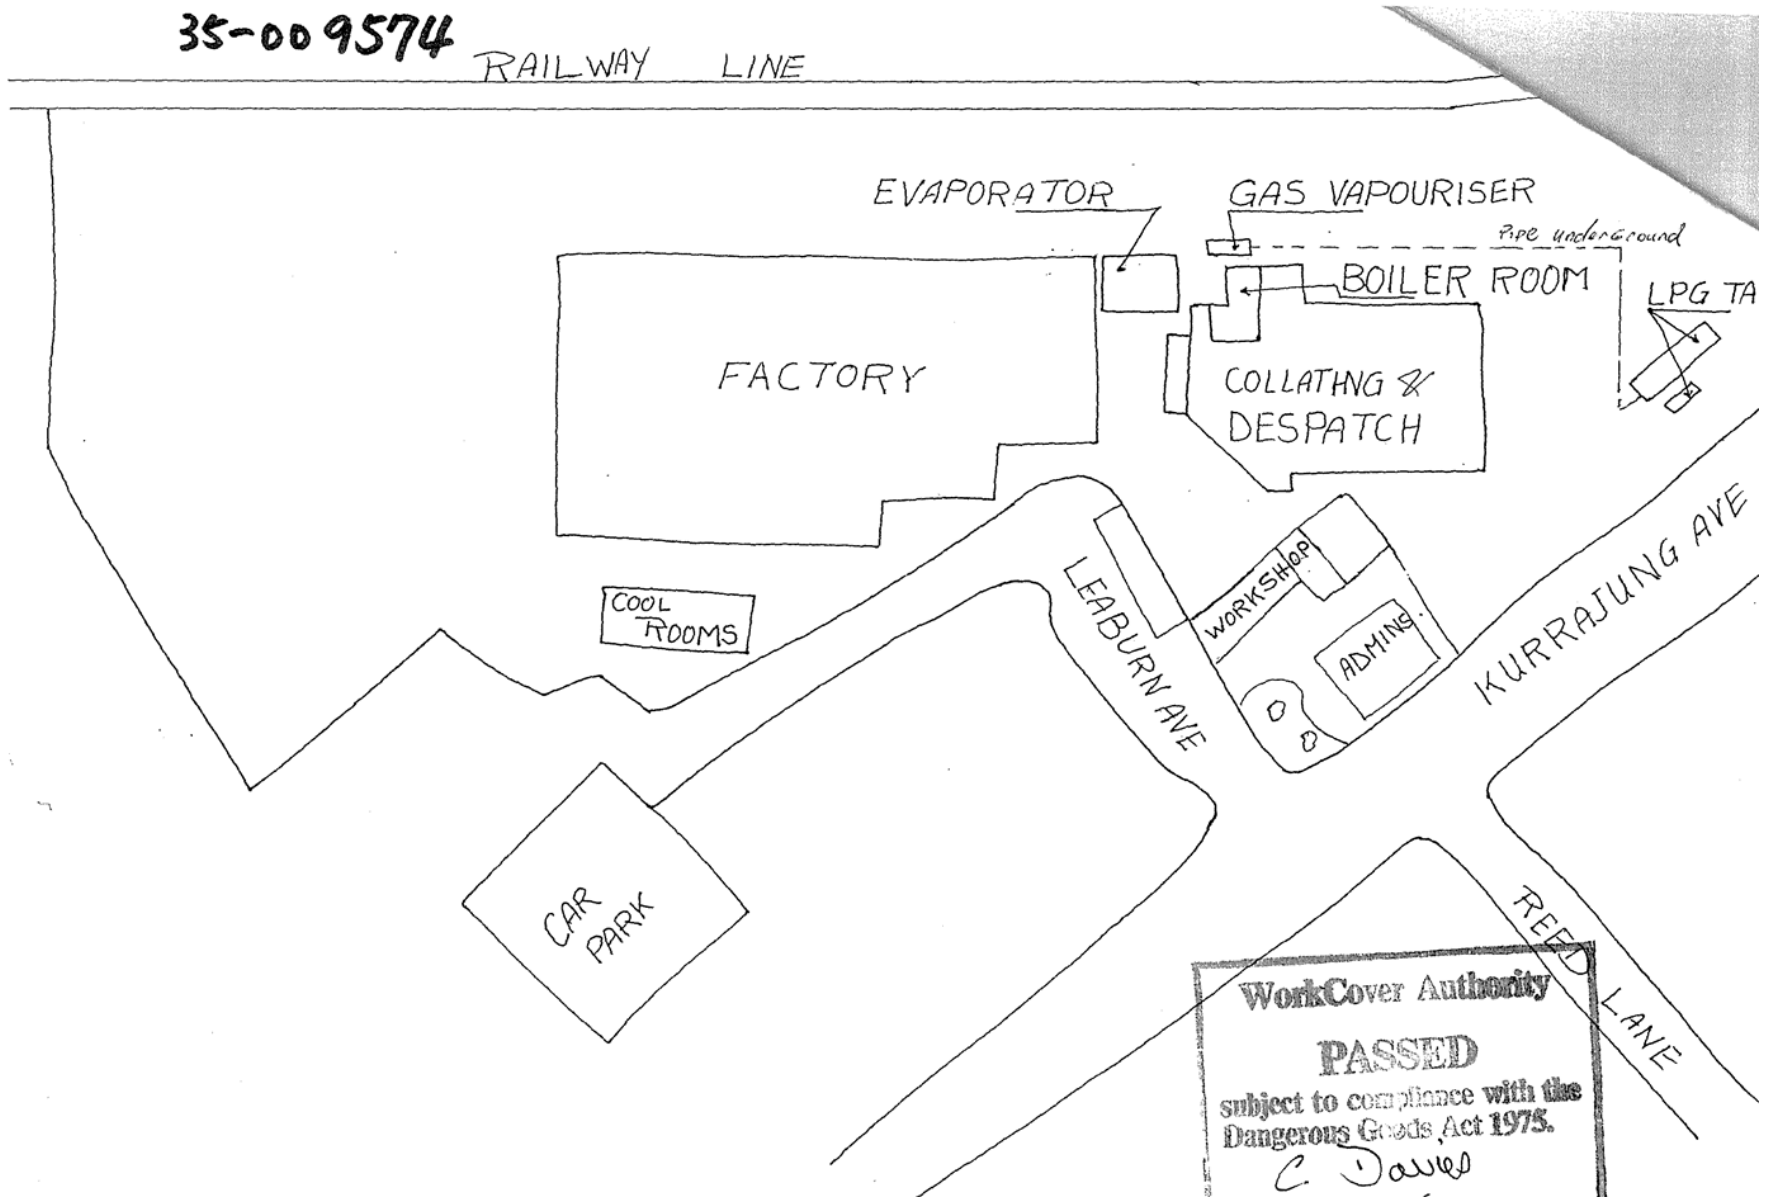 35-009574
RAILWAY LINE
EVAPORATOR
GAS VAPOURISER
Pipe underground
BOILER ROOM
LPG TA
FACTORY
COLLATING &
DESPATCH
COOL
ROOMS
WORKSHOP
ADMINS.
LEABURN AVE
KURRAJUNG AVE
CAR
PARK
REED LANE
WorkCover Authority
PASSED
subject to compliance with the
Dangerous Goods Act 1975.
C. Davies